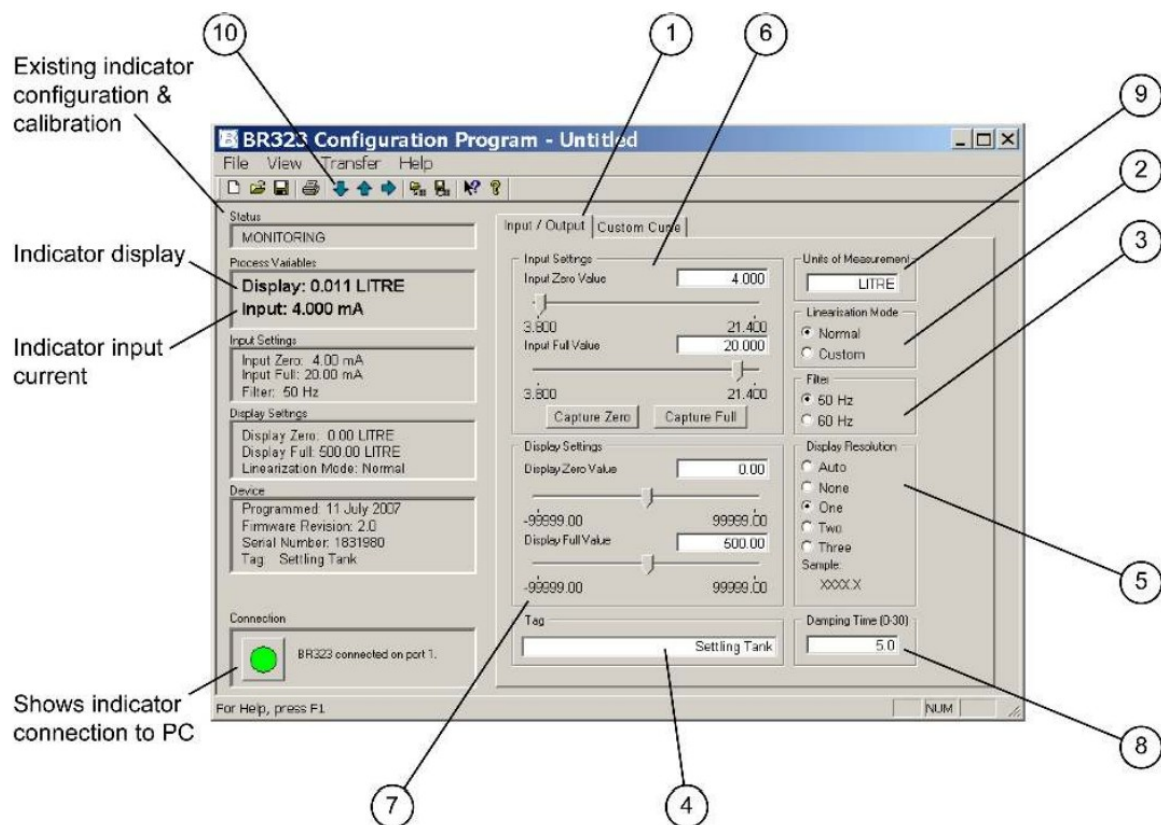 10
1
6
Existing indicator
configuration &
calibration
9
2
3
BR323 Configuration Program - Untitled
File View Transfer Help
Status
MONITORING
Indicator display
Process Variables
Display: 0.011 LITRE
Input: 4.000 mA
Indicator input
current
Input Settings
Input Zero: 4.00 mA
Input Full: 20.00 mA
Filter: 50 Hz
Display Settings
Display Zero: 0.00 LITRE
Display Full: 500.00 LITRE
Linearization Mode: Normal
Device
Programmed: 11 July 2007
Firmware Revision: 2.0
Serial Number: 1831980
Tag: Settling Tank
Connection
BR323 connected on port 1.
Shows indicator
connection to PC
For Help, press F1
Input / Output Custom Curve
Input Settings
Input Zero Value 4.000
3.800 21.400
Input Full Value 20.000
3.800 21.400
Capture Zero Capture Full
Display Settings
Display Zero Value 0.00
-99999.00 99999.00
Display Full Value 500.00
-99999.00 99999.00
Tag
Settling Tank
Units of Measurement
LITRE
Linearisation Mode
Normal
Custom
Filter
50 Hz
60 Hz
Display Resolution
Auto
None
One
Two
Three
Sample:
XXXX.X
Damping Time (0-30)
5.0
NUM
5
8
7
4